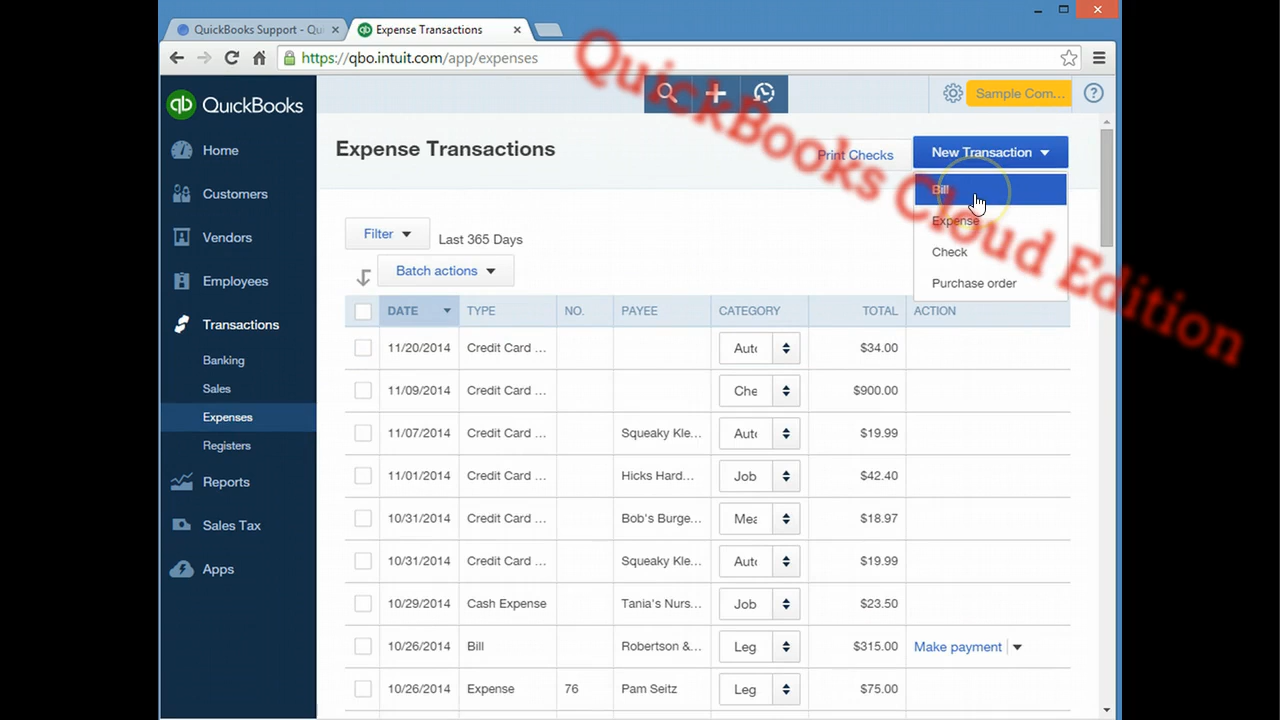 QuickBooks Support - Qu
Expense Transactions
https://qbo.intuit.com/app/expenses
QuickBooks Cloud Edition
qb QuickBooks
Sample Com...
Home
Customers
Vendors
Employees
Transactions
Banking
Sales
Expenses
Registers
Reports
Sales Tax
Apps
Expense Transactions
Print Checks
New Transaction
Bill
Expense
Check
Purchase order
Filter
Last 365 Days
Batch actions
DATE TYPE NO. PAYEE CATEGORY TOTAL ACTION
11/20/2014 Credit Card ... Auto $34.00
11/09/2014 Credit Card ... Che $900.00
11/07/2014 Credit Card ... Squeaky Kle... Auto $19.99
11/01/2014 Credit Card ... Hicks Hard... Job $42.40
10/31/2014 Credit Card ... Bob's Burge... Mea $18.97
10/31/2014 Credit Card ... Squeaky Kle... Auto $19.99
10/29/2014 Cash Expense Tania's Nurs... Job $23.50
10/26/2014 Bill Robertson &... Leg $315.00 Make payment
10/26/2014 Expense 76 Pam Seitz Leg $75.00